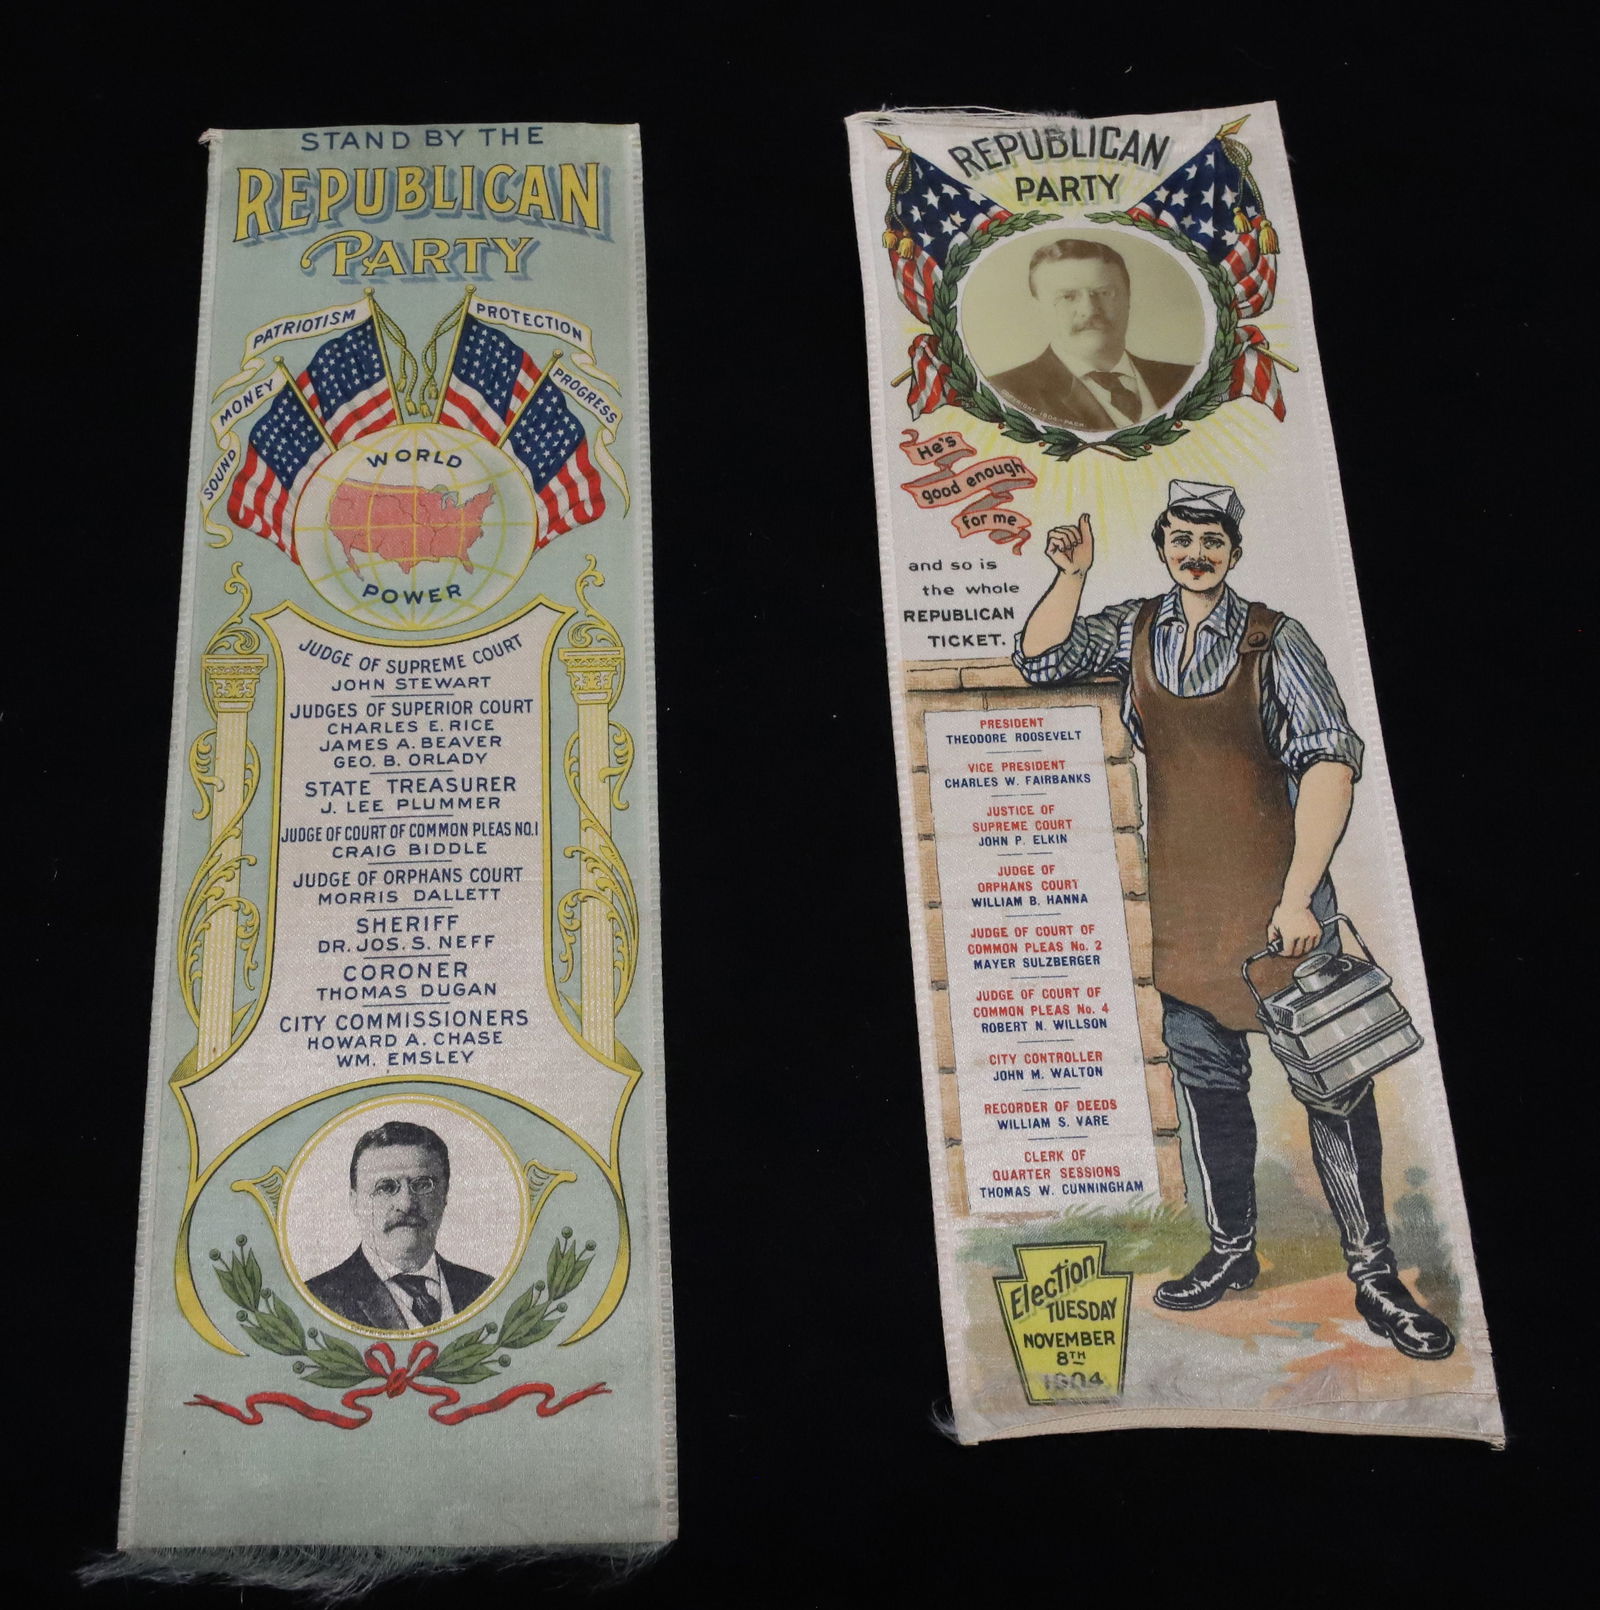 STAND BY THE
REPUBLICAN
PARTY
PATRIOTISM
PROTECTION
SOUND MONEY
PROGRESS
WORLD
POWER
JUDGE OF SUPREME COURT
JOHN STEWART
JUDGES OF SUPERIOR COURT
CHARLES E. RICE
JAMES A. BEAVER
GEO. B. ORLADY
STATE TREASURER
J. LEE PLUMMER
JUDGE OF COURT OF COMMON PLEAS NO. 1
CRAIG BIDDLE
JUDGE OF ORPHANS COURT
MORRIS DALLETT
SHERIFF
DR. JOS. S. NEFF
CORONER
THOMAS DUGAN
CITY COMMISSIONERS
HOWARD A. CHASE
WM. EMSLEY
REPUBLICAN
PARTY
COPYRIGHT 1904 - PACH
He's
good enough
for me
and so is
the whole
REPUBLICAN
TICKET.
PRESIDENT
THEODORE ROOSEVELT
VICE PRESIDENT
CHARLES W. FAIRBANKS
JUSTICE OF
SUPREME COURT
JOHN P. ELKIN
JUDGE OF
ORPHANS COURT
WILLIAM B. HANNA
JUDGE OF COURT OF
COMMON PLEAS No. 2
MAYER SULZBERGER
JUDGE OF COURT OF
COMMON PLEAS No. 4
ROBERT N. WILLSON
CITY CONTROLLER
JOHN M. WALTON
RECORDER OF DEEDS
WILLIAM S. VARE
CLERK OF
QUARTER SESSIONS
THOMAS W. CUNNINGHAM
Election
TUESDAY
NOVEMBER
8TH
1904